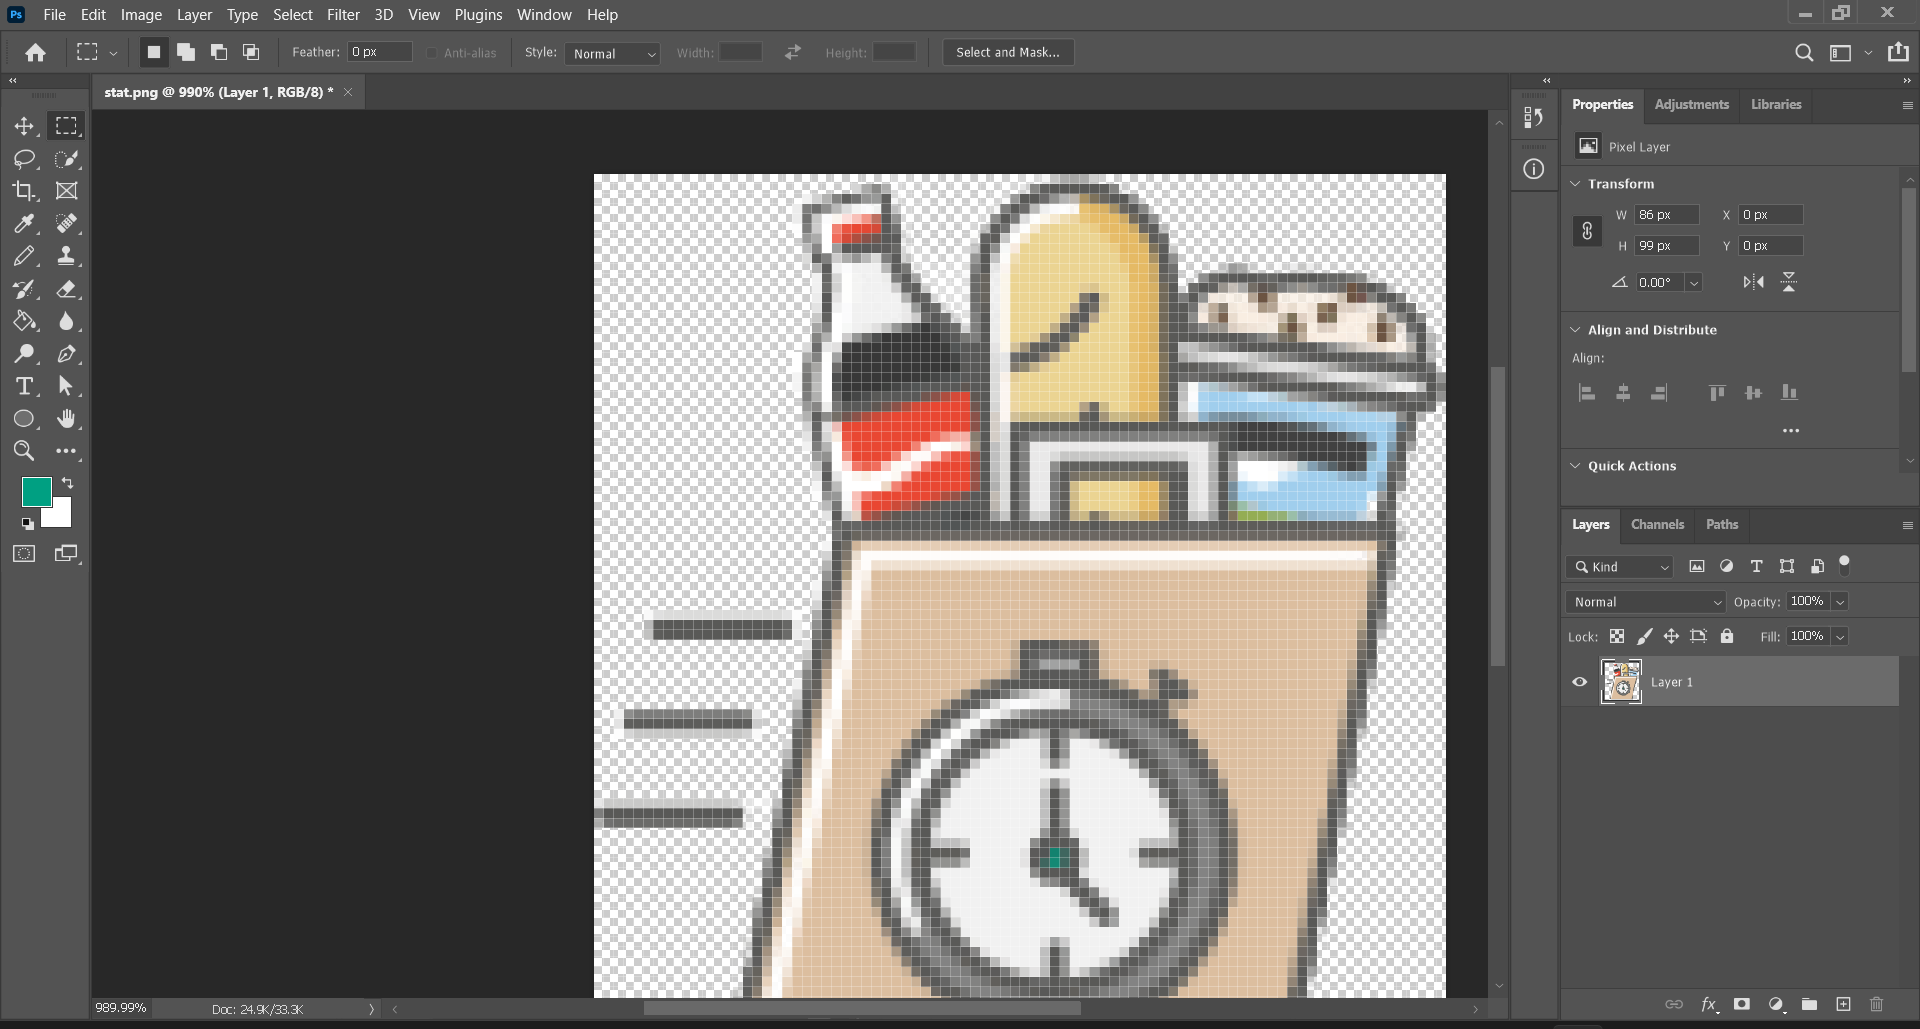 Ps File Edit Image Layer Type Select Filter 3D View Plugins Window Help
Feather: 0 px Anti-alias Style: Normal Width: Height: Select and Mask...
stat.png @ 990% (Layer 1, RGB/8) *
Properties Adjustments Libraries
Pixel Layer
Transform
W 86 px X 0 px
H 99 px Y 0 px
0.00°
Align and Distribute
Align:
Quick Actions
Layers Channels Paths
Kind
Normal Opacity: 100%
Lock: Fill: 100%
Layer 1
989.99% Doc: 24.9K/33.3K